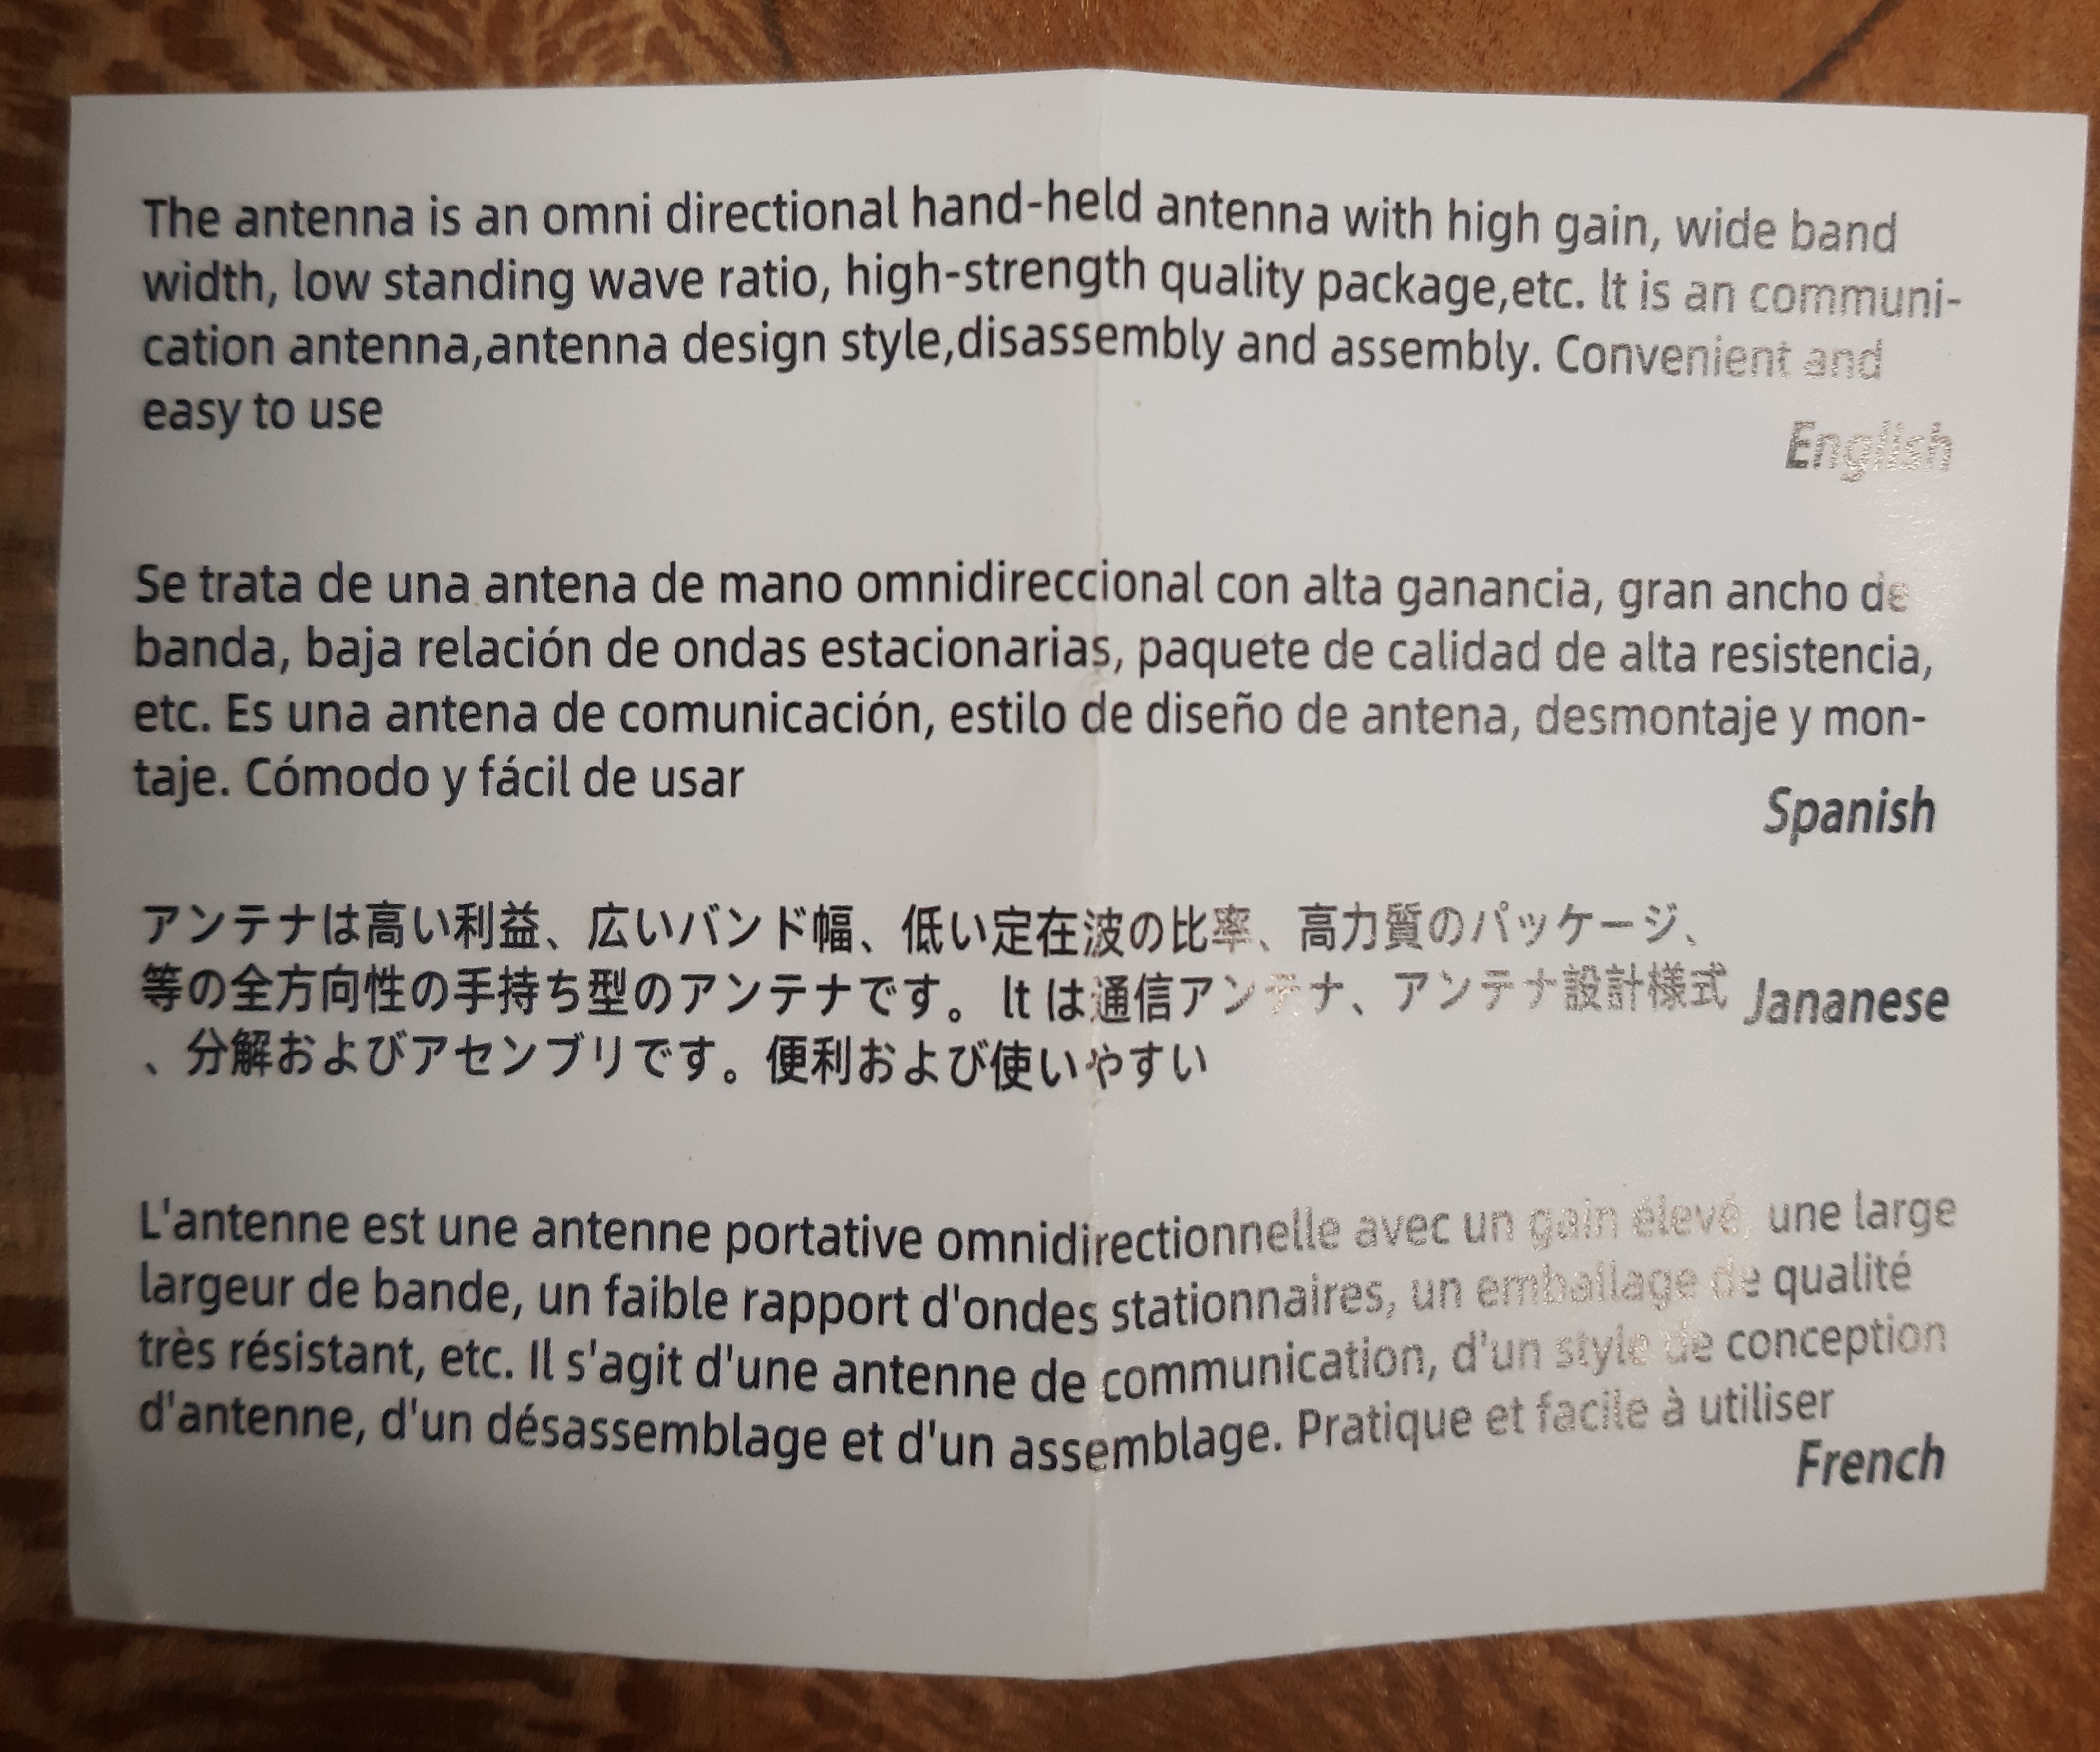 The antenna is an omni directional hand-held antenna with high gain, wide band
width, low standing wave ratio, high-strength quality package,etc. lt is an communi-
cation antenna,antenna design style,disassembly and assembly. Convenient and
easy to use
English
Se trata de una antena de mano omnidireccional con alta ganancia, gran ancho de
banda, baja relación de ondas estacionarias, paquete de calidad de alta resistencia,
etc. Es una antena de comunicación, estilo de diseño de antena, desmontaje y mon-
taje. Cómodo y fácil de usar
Spanish
アンテナは高い利益、広いバンド幅、低い定在波の比率、高力質のパッケージ、
等の全方向性の手持ち型のアンテナです。 lt は通信アンテナ、アンテナ設計様式
、分解およびアセンブリです。便利および使いやすい
Jananese
L'antenne est une antenne portative omnidirectionnelle avec un gain élevé, une large
largeur de bande, un faible rapport d'ondes stationnaires, un emballage de qualité
très résistant, etc. Il s'agit d'une antenne de communication, d'un style de conception
d'antenne, d'un désassemblage et d'un assemblage. Pratique et facile à utiliser
French